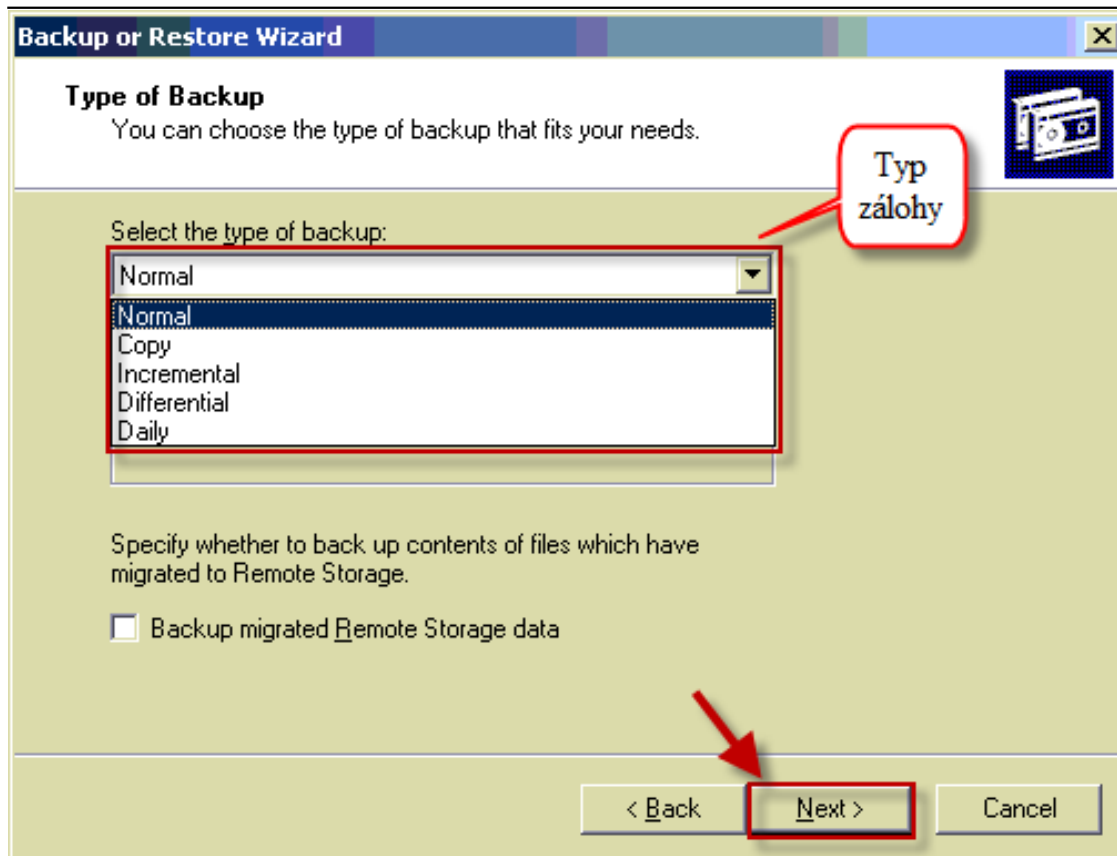 Backup or Restore Wizard
Type of Backup
You can choose the type of backup that fits your needs.
Typ
zálohy
Select the type of backup:
Normal
Normal
Copy
Incremental
Differential
Daily
Specify whether to back up contents of files which have
migrated to Remote Storage.
Backup migrated Remote Storage data
< Back Next > Cancel